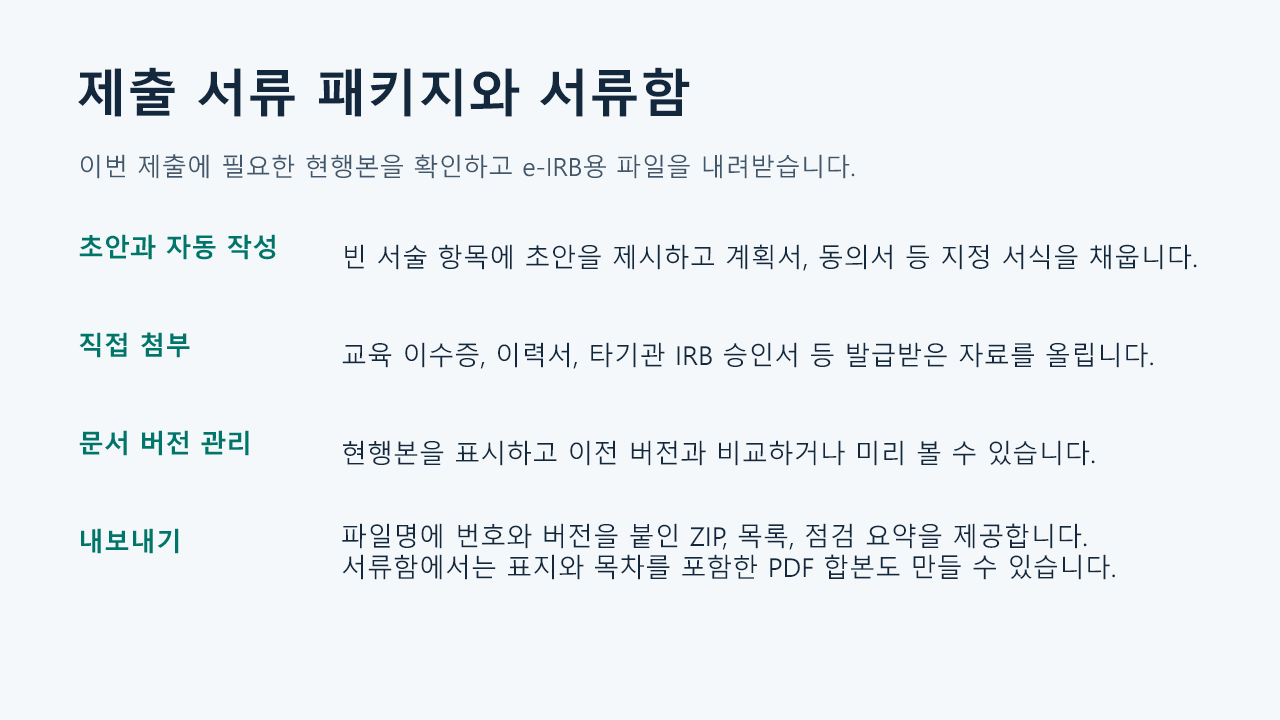 제출 서류 패키지와 서류함
이번 제출에 필요한 현행본을 확인하고 e-IRB용 파일을 내려받습니다.
초안과 자동 작성
빈 서술 항목에 초안을 제시하고 계획서, 동의서 등 지정 서식을 채웁니다.
직접 첨부
교육 이수증, 이력서, 타기관 IRB 승인서 등 발급받은 자료를 올립니다.
문서 버전 관리
현행본을 표시하고 이전 버전과 비교하거나 미리 볼 수 있습니다.
내보내기
파일명에 번호와 버전을 붙인 ZIP, 목록, 점검 요약을 제공합니다.
서류함에서는 표지와 목차를 포함한 PDF 합본도 만들 수 있습니다.